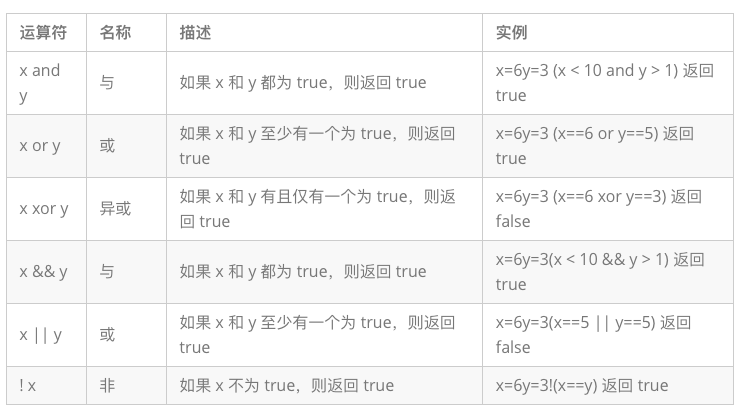 运算符 名称 描述 实例
x and y 与 如果 x 和 y 都为 true，则返回 true x=6y=3 (x < 10 and y > 1) 返回 true
x or y 或 如果 x 和 y 至少有一个为 true，则返回 true x=6y=3 (x==6 or y==5) 返回 true
x xor y 异或 如果 x 和 y 有且仅有一个为 true，则返回 true x=6y=3 (x==6 xor y==3) 返回 false
x && y 与 如果 x 和 y 都为 true，则返回 true x=6y=3(x < 10 && y > 1) 返回 true
x || y 或 如果 x 和 y 至少有一个为 true，则返回 true x=6y=3(x==5 || y==5) 返回 false
! x 非 如果 x 不为 true，则返回 true x=6y=3!(x==y) 返回 true